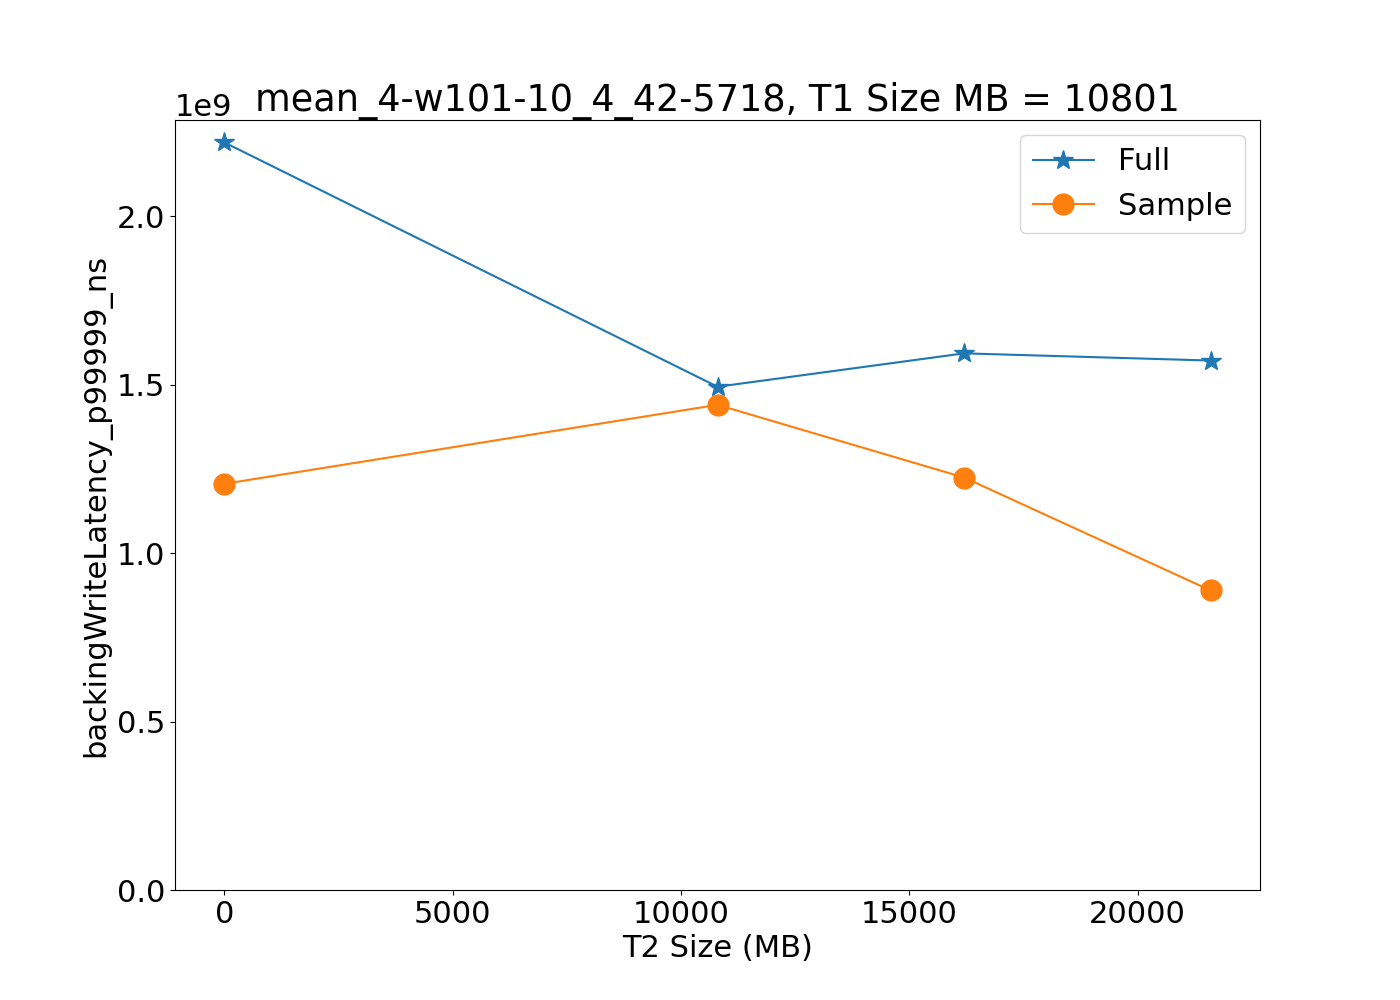 1e9
mean_4-w101-10_4_42-5718, T1 Size MB = 10801
Full
Sample
backingWriteLatency_p99999_ns
2.0
1.5
1.0
0.5
0.0
0 5000 10000 15000 20000
T2 Size (MB)